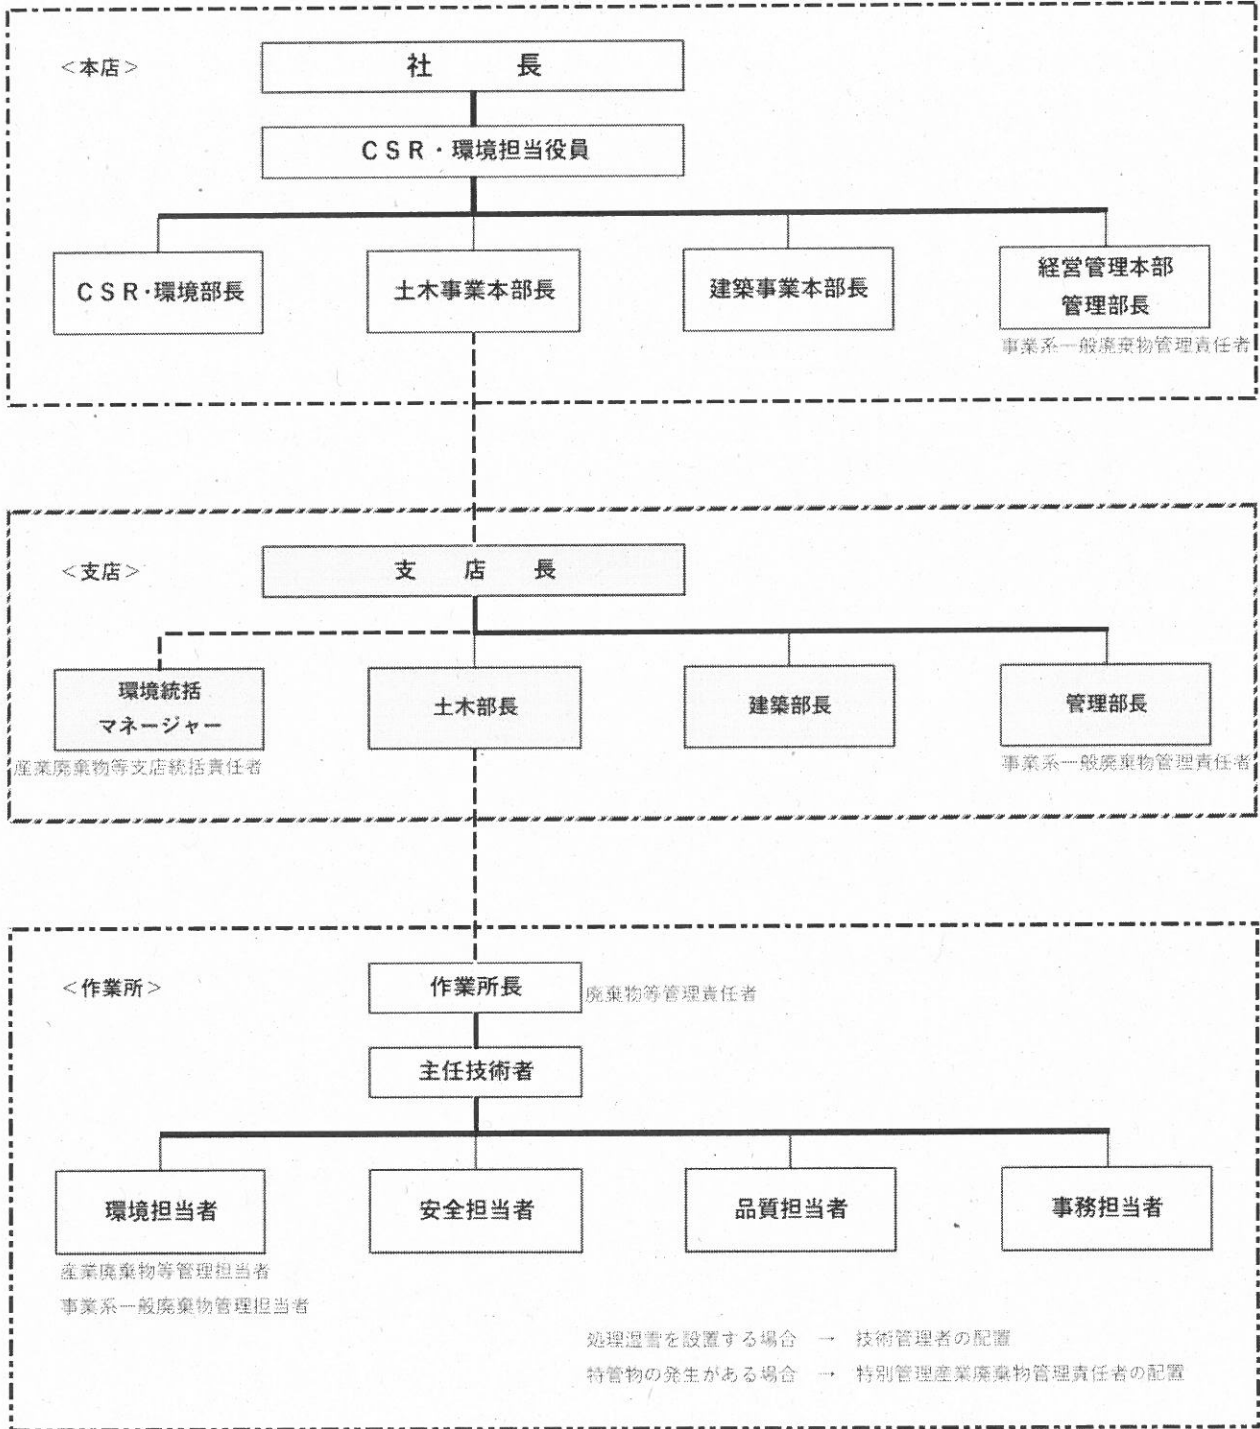 ＜本店＞
社　　長
ＣＳＲ・環境担当役員
ＣＳＲ･環境部長
土木事業本部長
建築事業本部長
経営管理本部
管理部長
事業系一般廃棄物管理責任者
＜支店＞
支　店　長
環境統括
マネージャー
土木部長
建築部長
管理部長
産業廃棄物等支店統括責任者
事業系一般廃棄物管理責任者
＜作業所＞
作業所長
廃棄物等管理責任者
主任技術者
環境担当者
安全担当者
品質担当者
事務担当者
産業廃棄物等管理担当者
事業系一般廃棄物管理担当者
を設置する場合　→　技術管理者の配置
特管物の発生がある場合　→　特別管理産業廃棄物管理責任者の配置